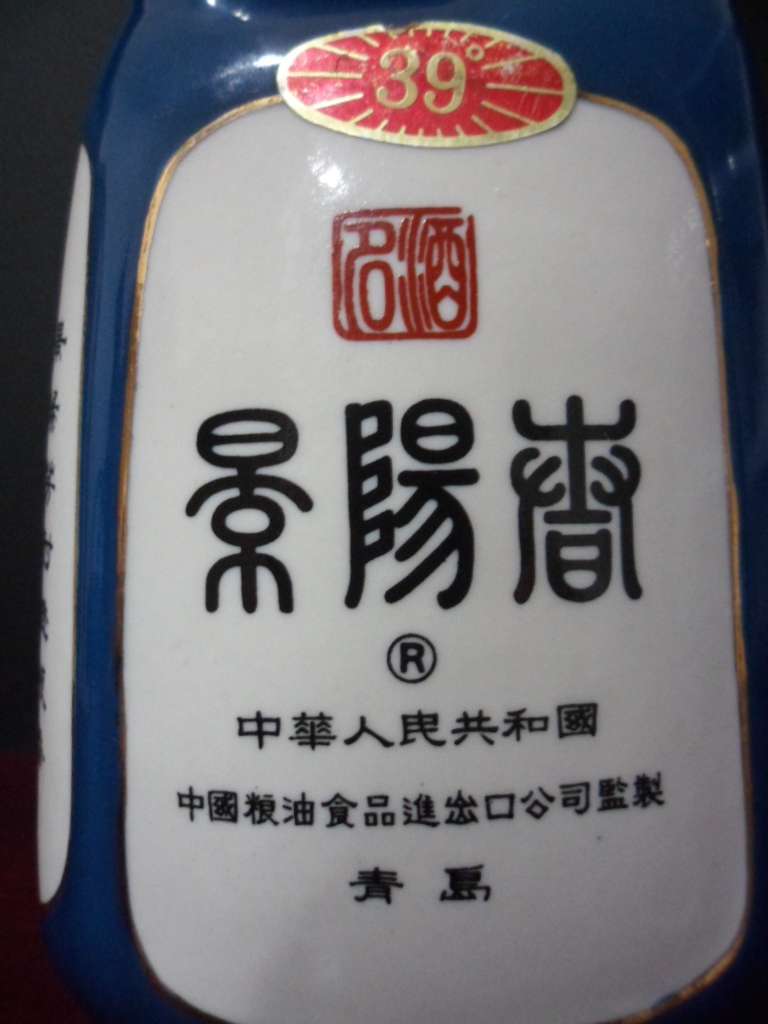 39°
名酒
景陽春
®
中華人民共和國
中國粮油食品進出口公司監製
青島